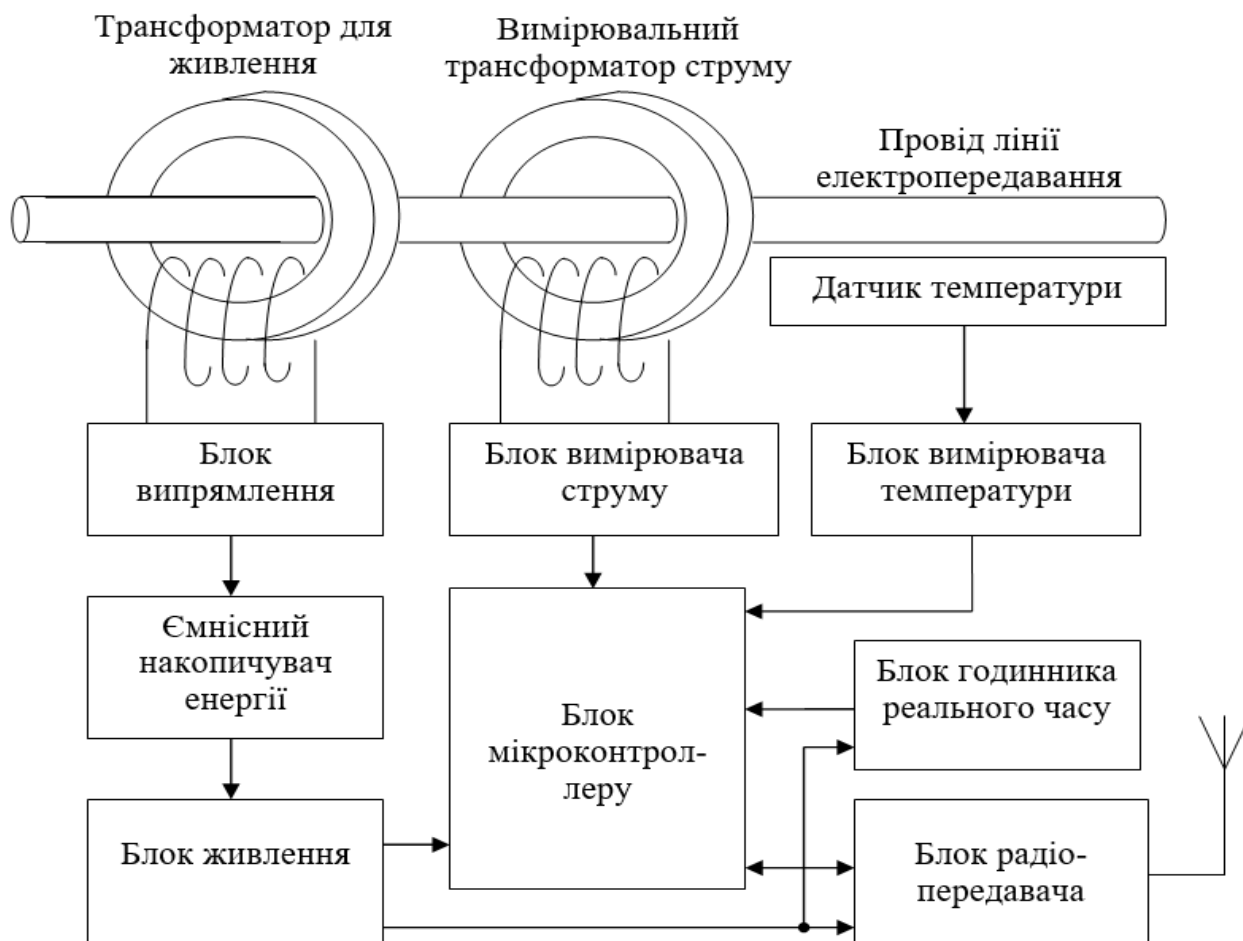 Трансформатор для
живлення
Вимірювальний
трансформатор струму
Провід лінії
електропередавання
Датчик температури
Блок
випрямлення
Блок вимірювача
струму
Блок вимірювача
температури
Ємнісний
накопичувач
енергії
Блок
мікроконтрол-
леру
Блок годинника
реального часу
Блок живлення
Блок радіо-
передавача